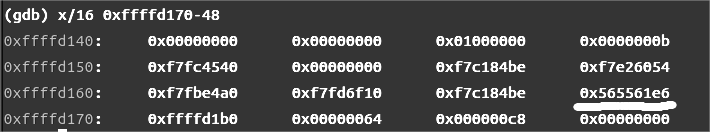 (gdb) x/16 0xffffd170-48
0xffffd140: 0x00000000 0x00000000 0x01000000 0x0000000b
0xffffd150: 0xf7fc4540 0x00000000 0xf7c184be 0xf7e26054
0xffffd160: 0xf7fbe4a0 0xf7fd6f10 0xf7c184be 0x565561e6
0xffffd170: 0xffffd1b0 0x00000064 0x000000c8 0x00000000